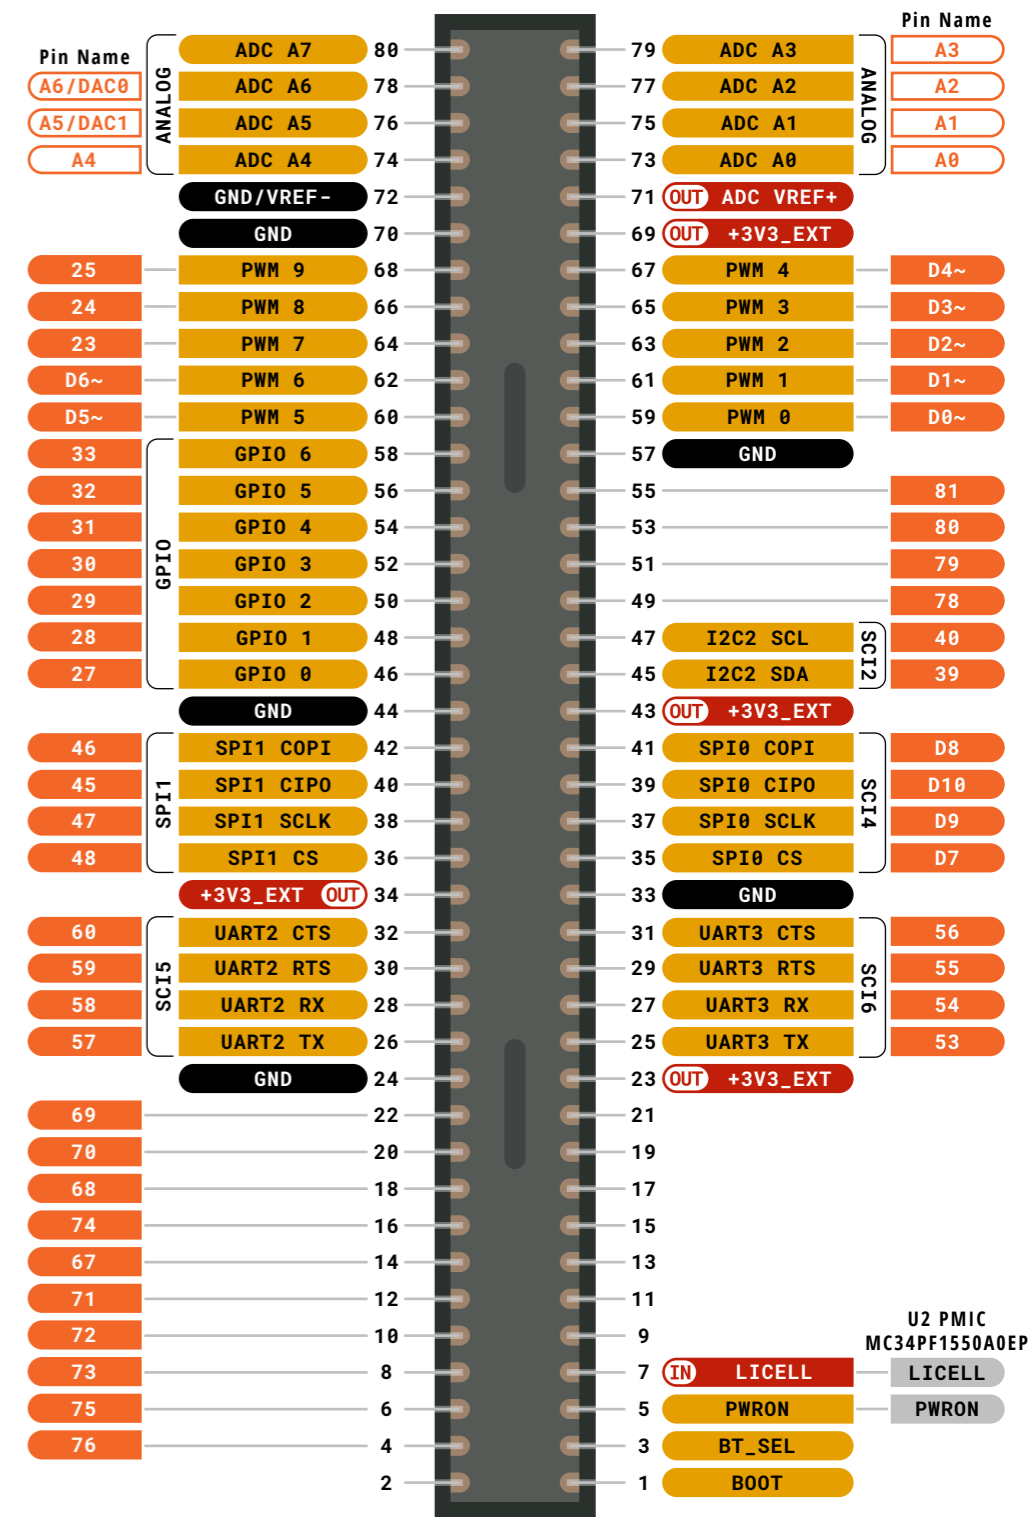 Pin Name
Pin Name
ADC A7 80 79 ADC A3 A3
A6/DAC0 ADC A6 78 77 ADC A2 A2
A5/DAC1 ADC A5 76 75 ADC A1 A1
A4 ADC A4 74 73 ADC A0 A0
ANALOG
ANALOG
GND/VREF- 72 71 OUT ADC VREF+
GND 70 69 OUT +3V3_EXT
25 PWM 9 68 67 PWM 4 D4~
24 PWM 8 66 65 PWM 3 D3~
23 PWM 7 64 63 PWM 2 D2~
D6~ PWM 6 62 61 PWM 1 D1~
D5~ PWM 5 60 59 PWM 0 D0~
33 GPIO 6 58 57 GND
32 GPIO 5 56 55 81
31 GPIO 4 54 53 80
30 GPIO 3 52 51 79
29 GPIO 2 50 49 78
28 GPIO 1 48 47 I2C2 SCL 40
27 GPIO 0 46 45 I2C2 SDA 39
GPIO
SCI2
GND 44 43 OUT +3V3_EXT
46 SPI1 COPI 42 41 SPI0 COPI D8
45 SPI1 CIPO 40 39 SPI0 CIPO D10
47 SPI1 SCLK 38 37 SPI0 SCLK D9
48 SPI1 CS 36 35 SPI0 CS D7
SPI1
SCI4
+3V3_EXT OUT 34 33 GND
60 UART2 CTS 32 31 UART3 CTS 56
59 UART2 RTS 30 29 UART3 RTS 55
58 UART2 RX 28 27 UART3 RX 54
57 UART2 TX 26 25 UART3 TX 53
SCI5
SCI6
GND 24 23 OUT +3V3_EXT
69 22 21
70 20 19
68 18 17
74 16 15
67 14 13
71 12 11
72 10 9
U2 PMIC
MC34PF1550A0EP
73 8 7 IN LICELL LICELL
75 6 5 PWRON PWRON
76 4 3 BT_SEL
2 1 BOOT